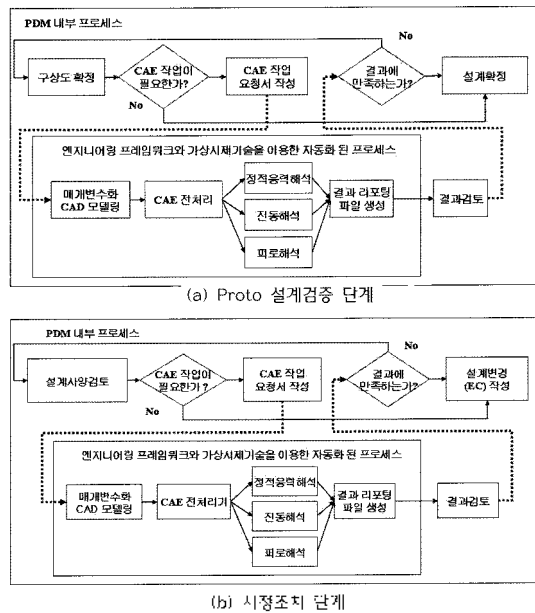 PDM 내부 프로세스
No
구상도 확정
CAE 작업이
필요한가?
CAE 작업
요청서 작성
결과에
만족하는가?
설계확정
No
엔지니어링 프레임워크와 가상시제기술을 이용한 자동화 된 프로세스
매개변수화
CAD 모델링
CAE 전처리
정적응력해석
진동해석
피로해석
결과 리포팅
파일 생성
결과검토
(a) Proto 설계검증 단계
PDM 내부 프로세스
No
설계사양검토
CAE 작업이
필요한가 ?
CAE 작업
요청서 작성
결과에
만족하는가?
설계변경
(EC) 작성
No
엔지니어링 프레임워크와 가상시제기술을 이용한 자동화 된 프로세스
매개변수화
CAD 모델링
CAE 전처리기
정적응력해석
진동해석
피로해석
결과 리포팅
파일 생성
결과검토
(b) 시정조치 단계